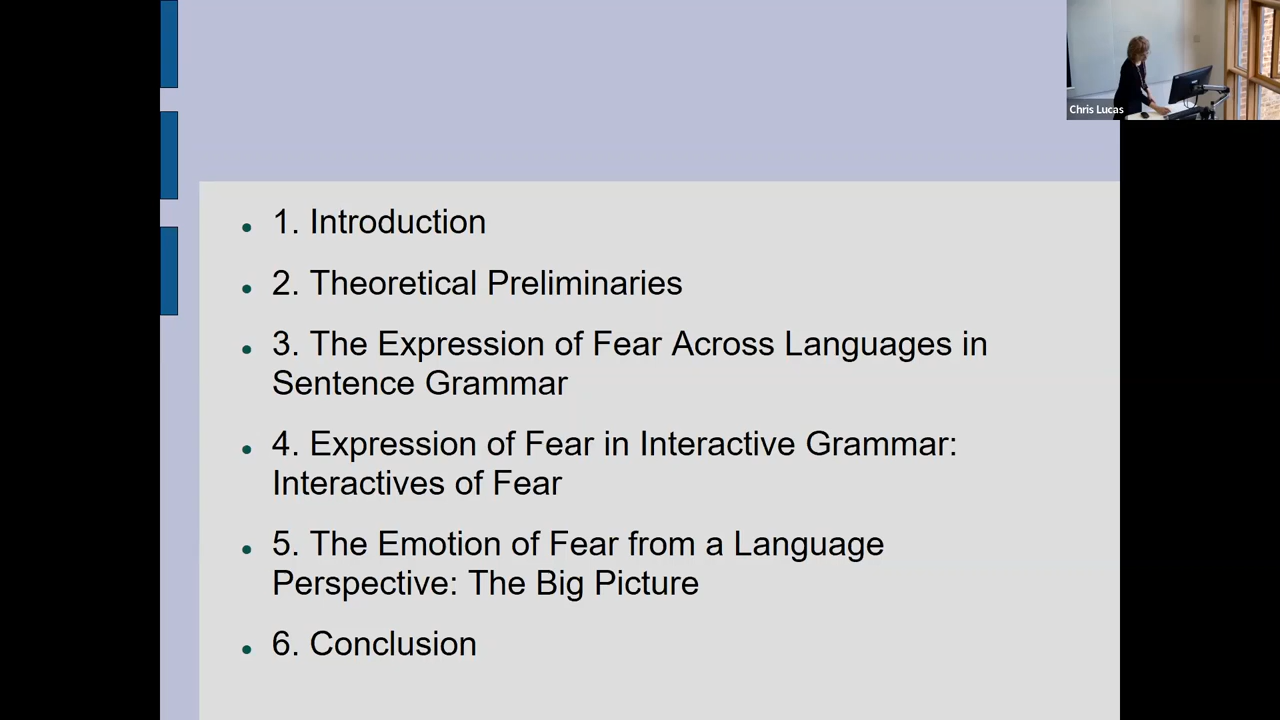 Chris Lucas
• 1. Introduction
• 2. Theoretical Preliminaries
• 3. The Expression of Fear Across Languages in
Sentence Grammar
• 4. Expression of Fear in Interactive Grammar:
Interactives of Fear
• 5. The Emotion of Fear from a Language
Perspective: The Big Picture
• 6. Conclusion